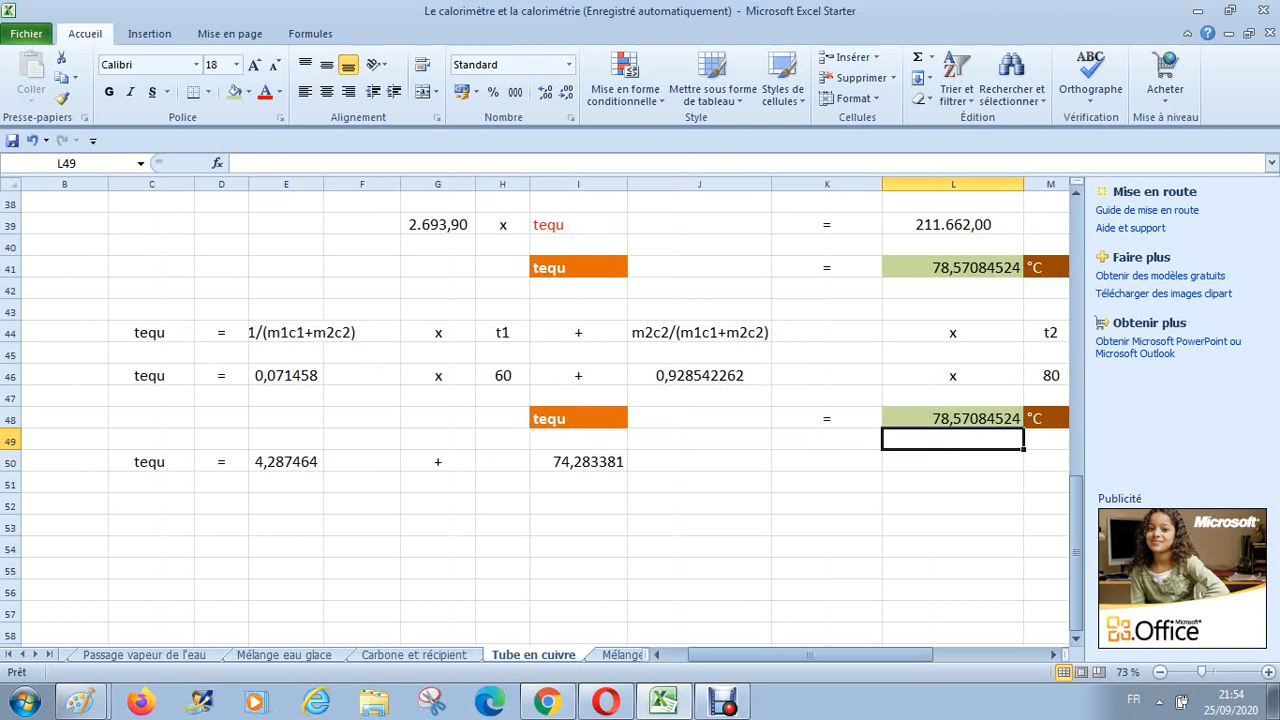 Le calorimètre et la calorimétrie (Enregistré automatiquement) - Microsoft Excel Starter
Fichier Accueil Insertion Mise en page Formules
Coller
Presse-papiers
Calibri 18
G I S
Police
Alignement
Standard
% 000
Nombre
Mise en forme conditionnelle
Mettre sous forme de tableau
Styles de cellules
Style
Insérer
Supprimer
Format
Cellules
Σ
Trier et filtrer
Rechercher et sélectionner
Édition
ABC
Orthographe
Vérification
Acheter
Mise à niveau
L49 fx
B C D E F G H I J K L M
38
39 2.693,90 x tequ = 211.662,00
40
41 tequ = 78,57084524 °C
42
43
44 tequ = 1/(m1c1+m2c2) x t1 + m2c2/(m1c1+m2c2) x t2
45
46 tequ = 0,071458 x 60 + 0,928542262 x 80
47
48 tequ = 78,57084524 °C
49
50 tequ = 4,287464 + 74,283381
51
52
53
54
55
56
57
58
Mise en route
Guide de mise en route
Aide et support
Faire plus
Obtenir des modèles gratuits
Télécharger des images clipart
Obtenir plus
Obtenir Microsoft PowerPoint ou
Microsoft Outlook
Publicité
Microsoft
Microsoft
Office
Passage vapeur de l'eau Mélange eau glace Carbone et récipient Tube en cuivre Mélange
Prêt 73 %
FR 21:54
25/09/2020